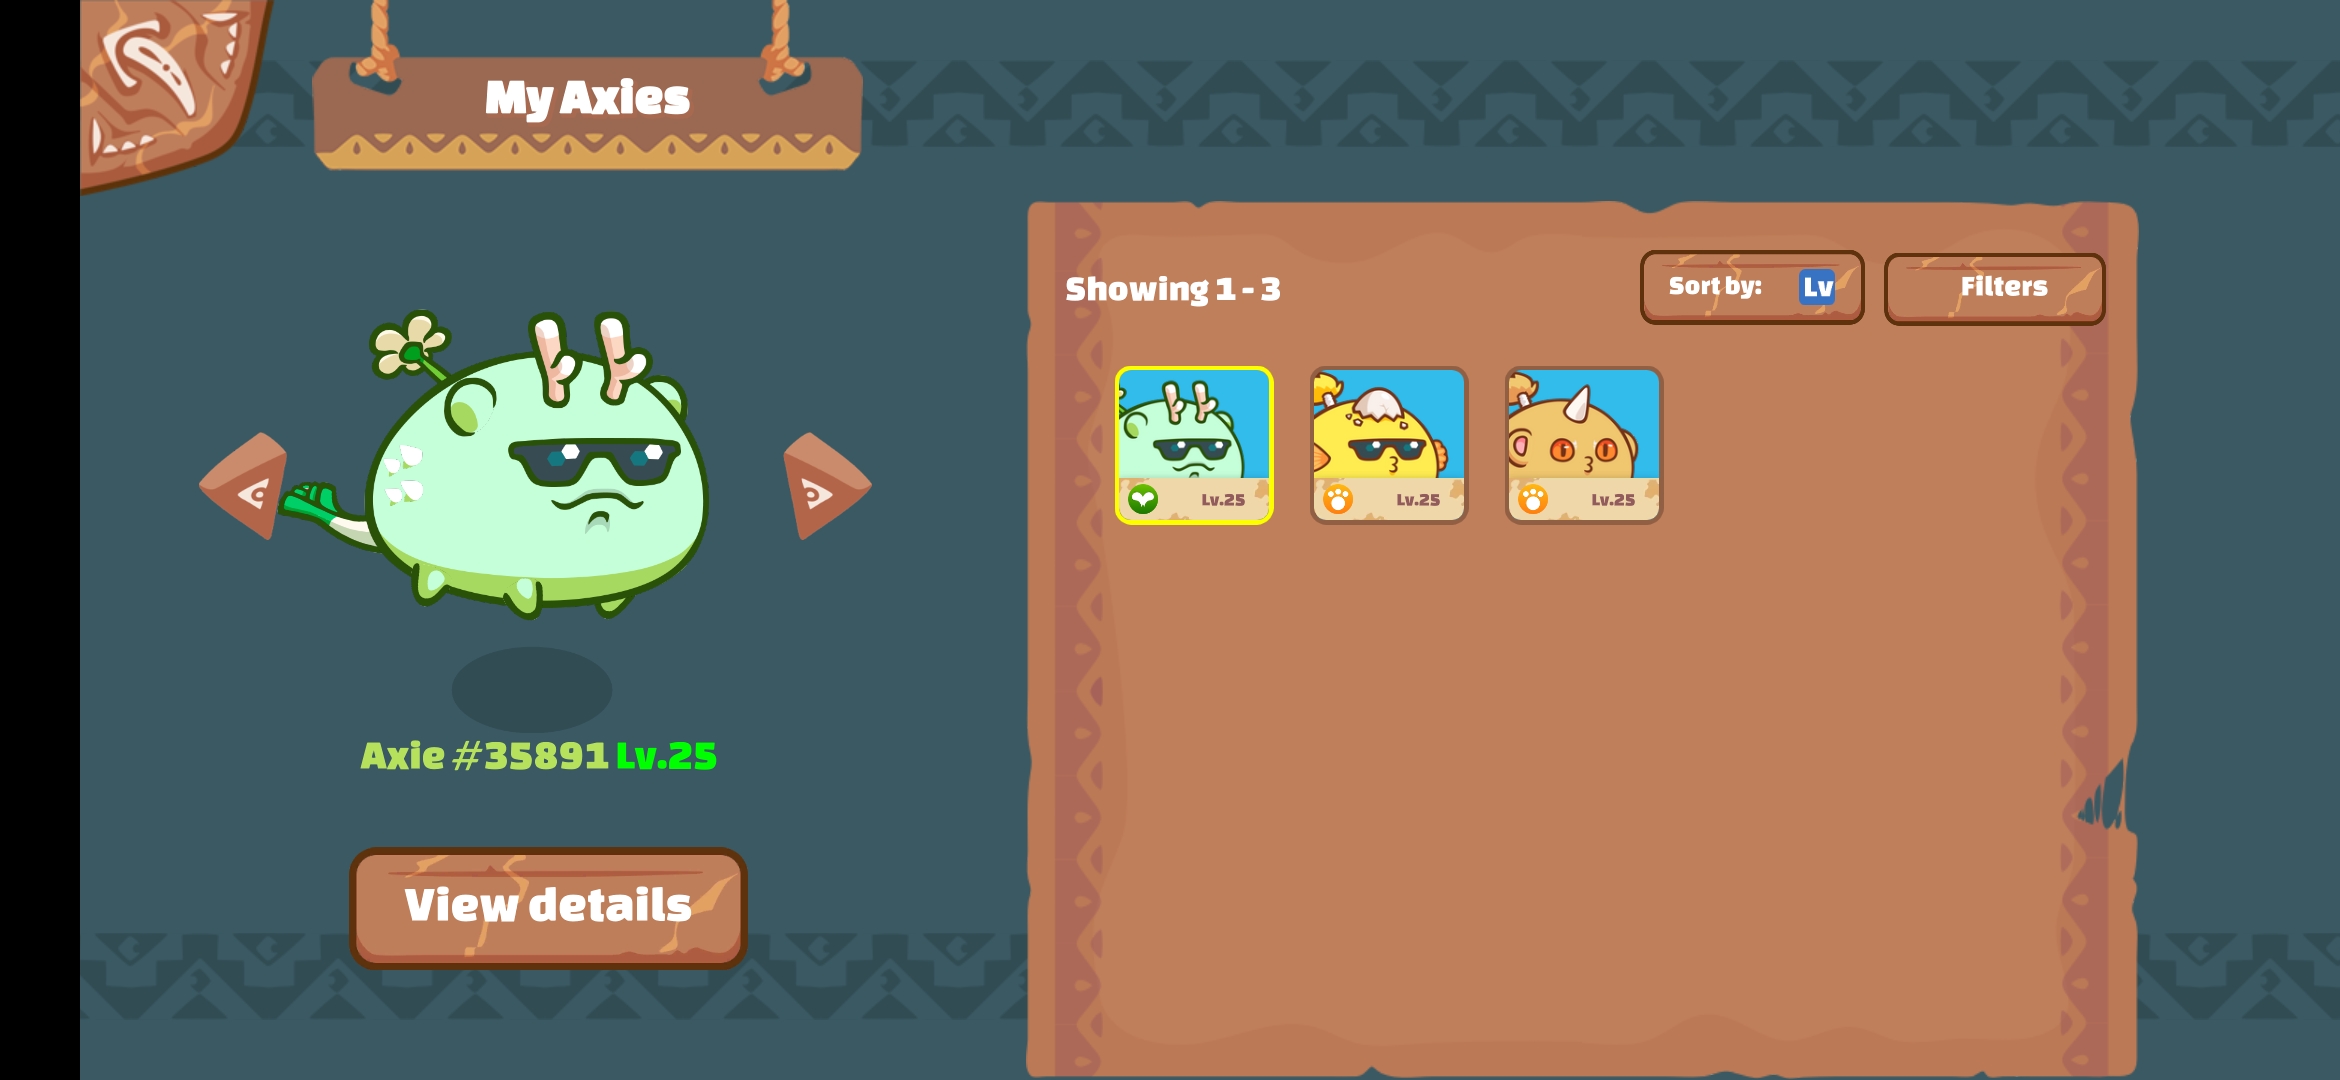 My Axies
Showing 1 - 3
Sort by: Lv
Filters
Lv.25
Lv.25
Lv.25
Axie #35891 Lv.25
View details